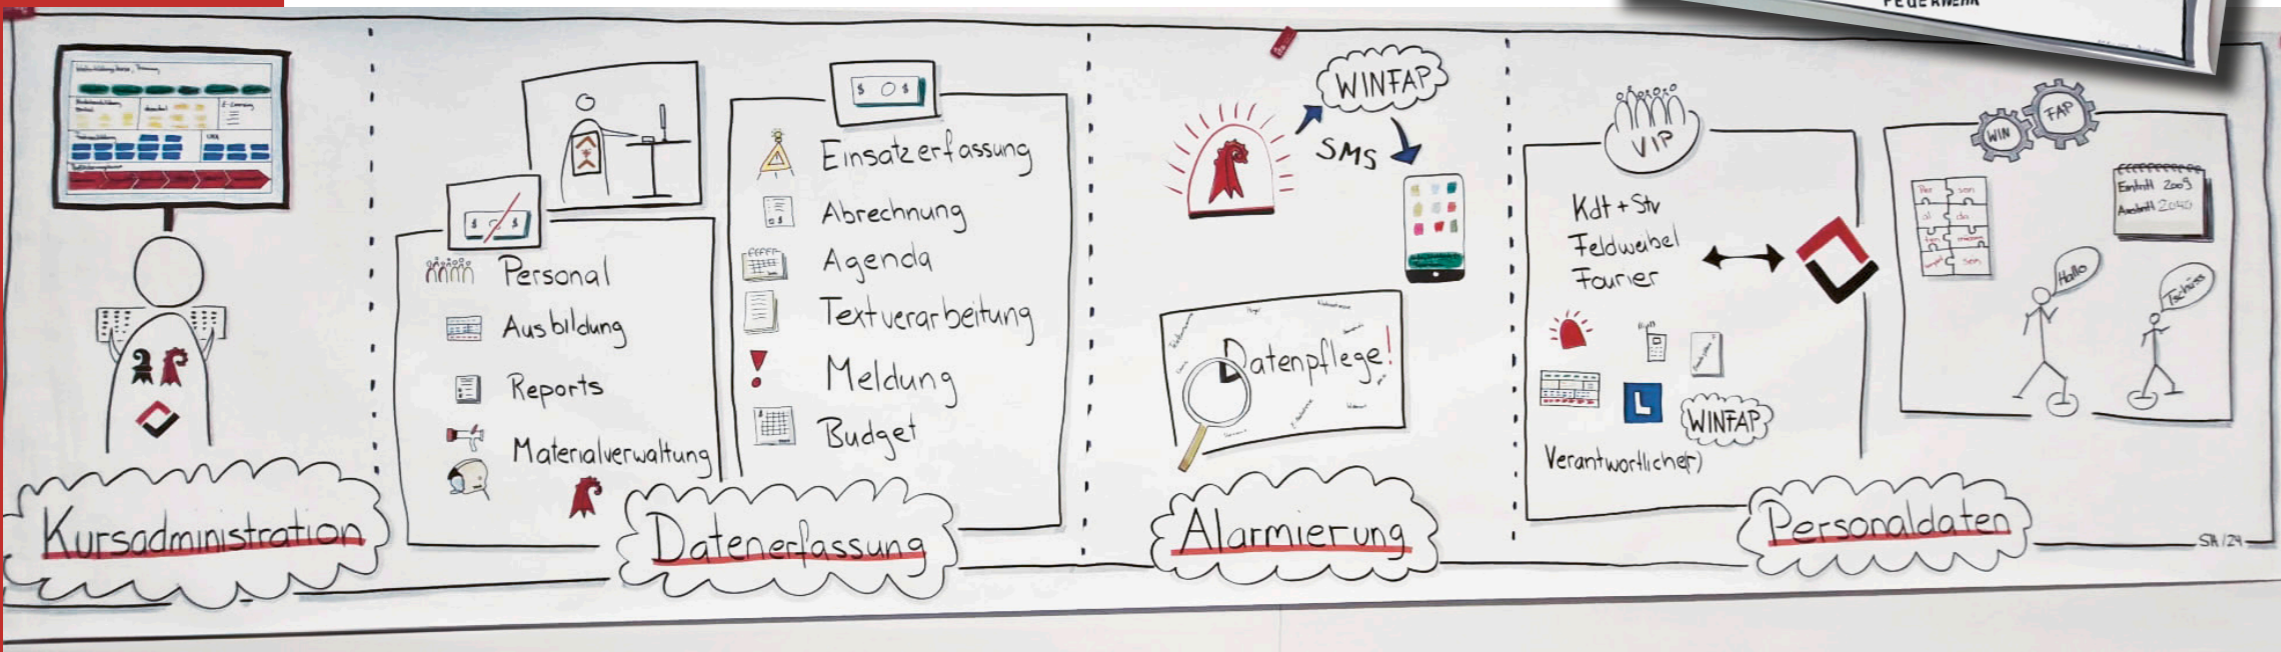 FEUERWEHR
Kursadministration
Personal
Ausbildung
Reports
Materialverwaltung
$ $
$ $
Einsatzerfassung
Abrechnung
Agenda
Textverarbeitung
Meldung
Budget
Datenerfassung
WINFAP
SMS
Datenpflege!
Alarmierung
VIP
Kdt + Stv
Feldweibel
Fourier
L
WINFAP
Verantwortliche(r)
WIN
FAP
Eintritt 2009
Austritt 2040
Hallo
Tschüss
Personaldaten
SA/24